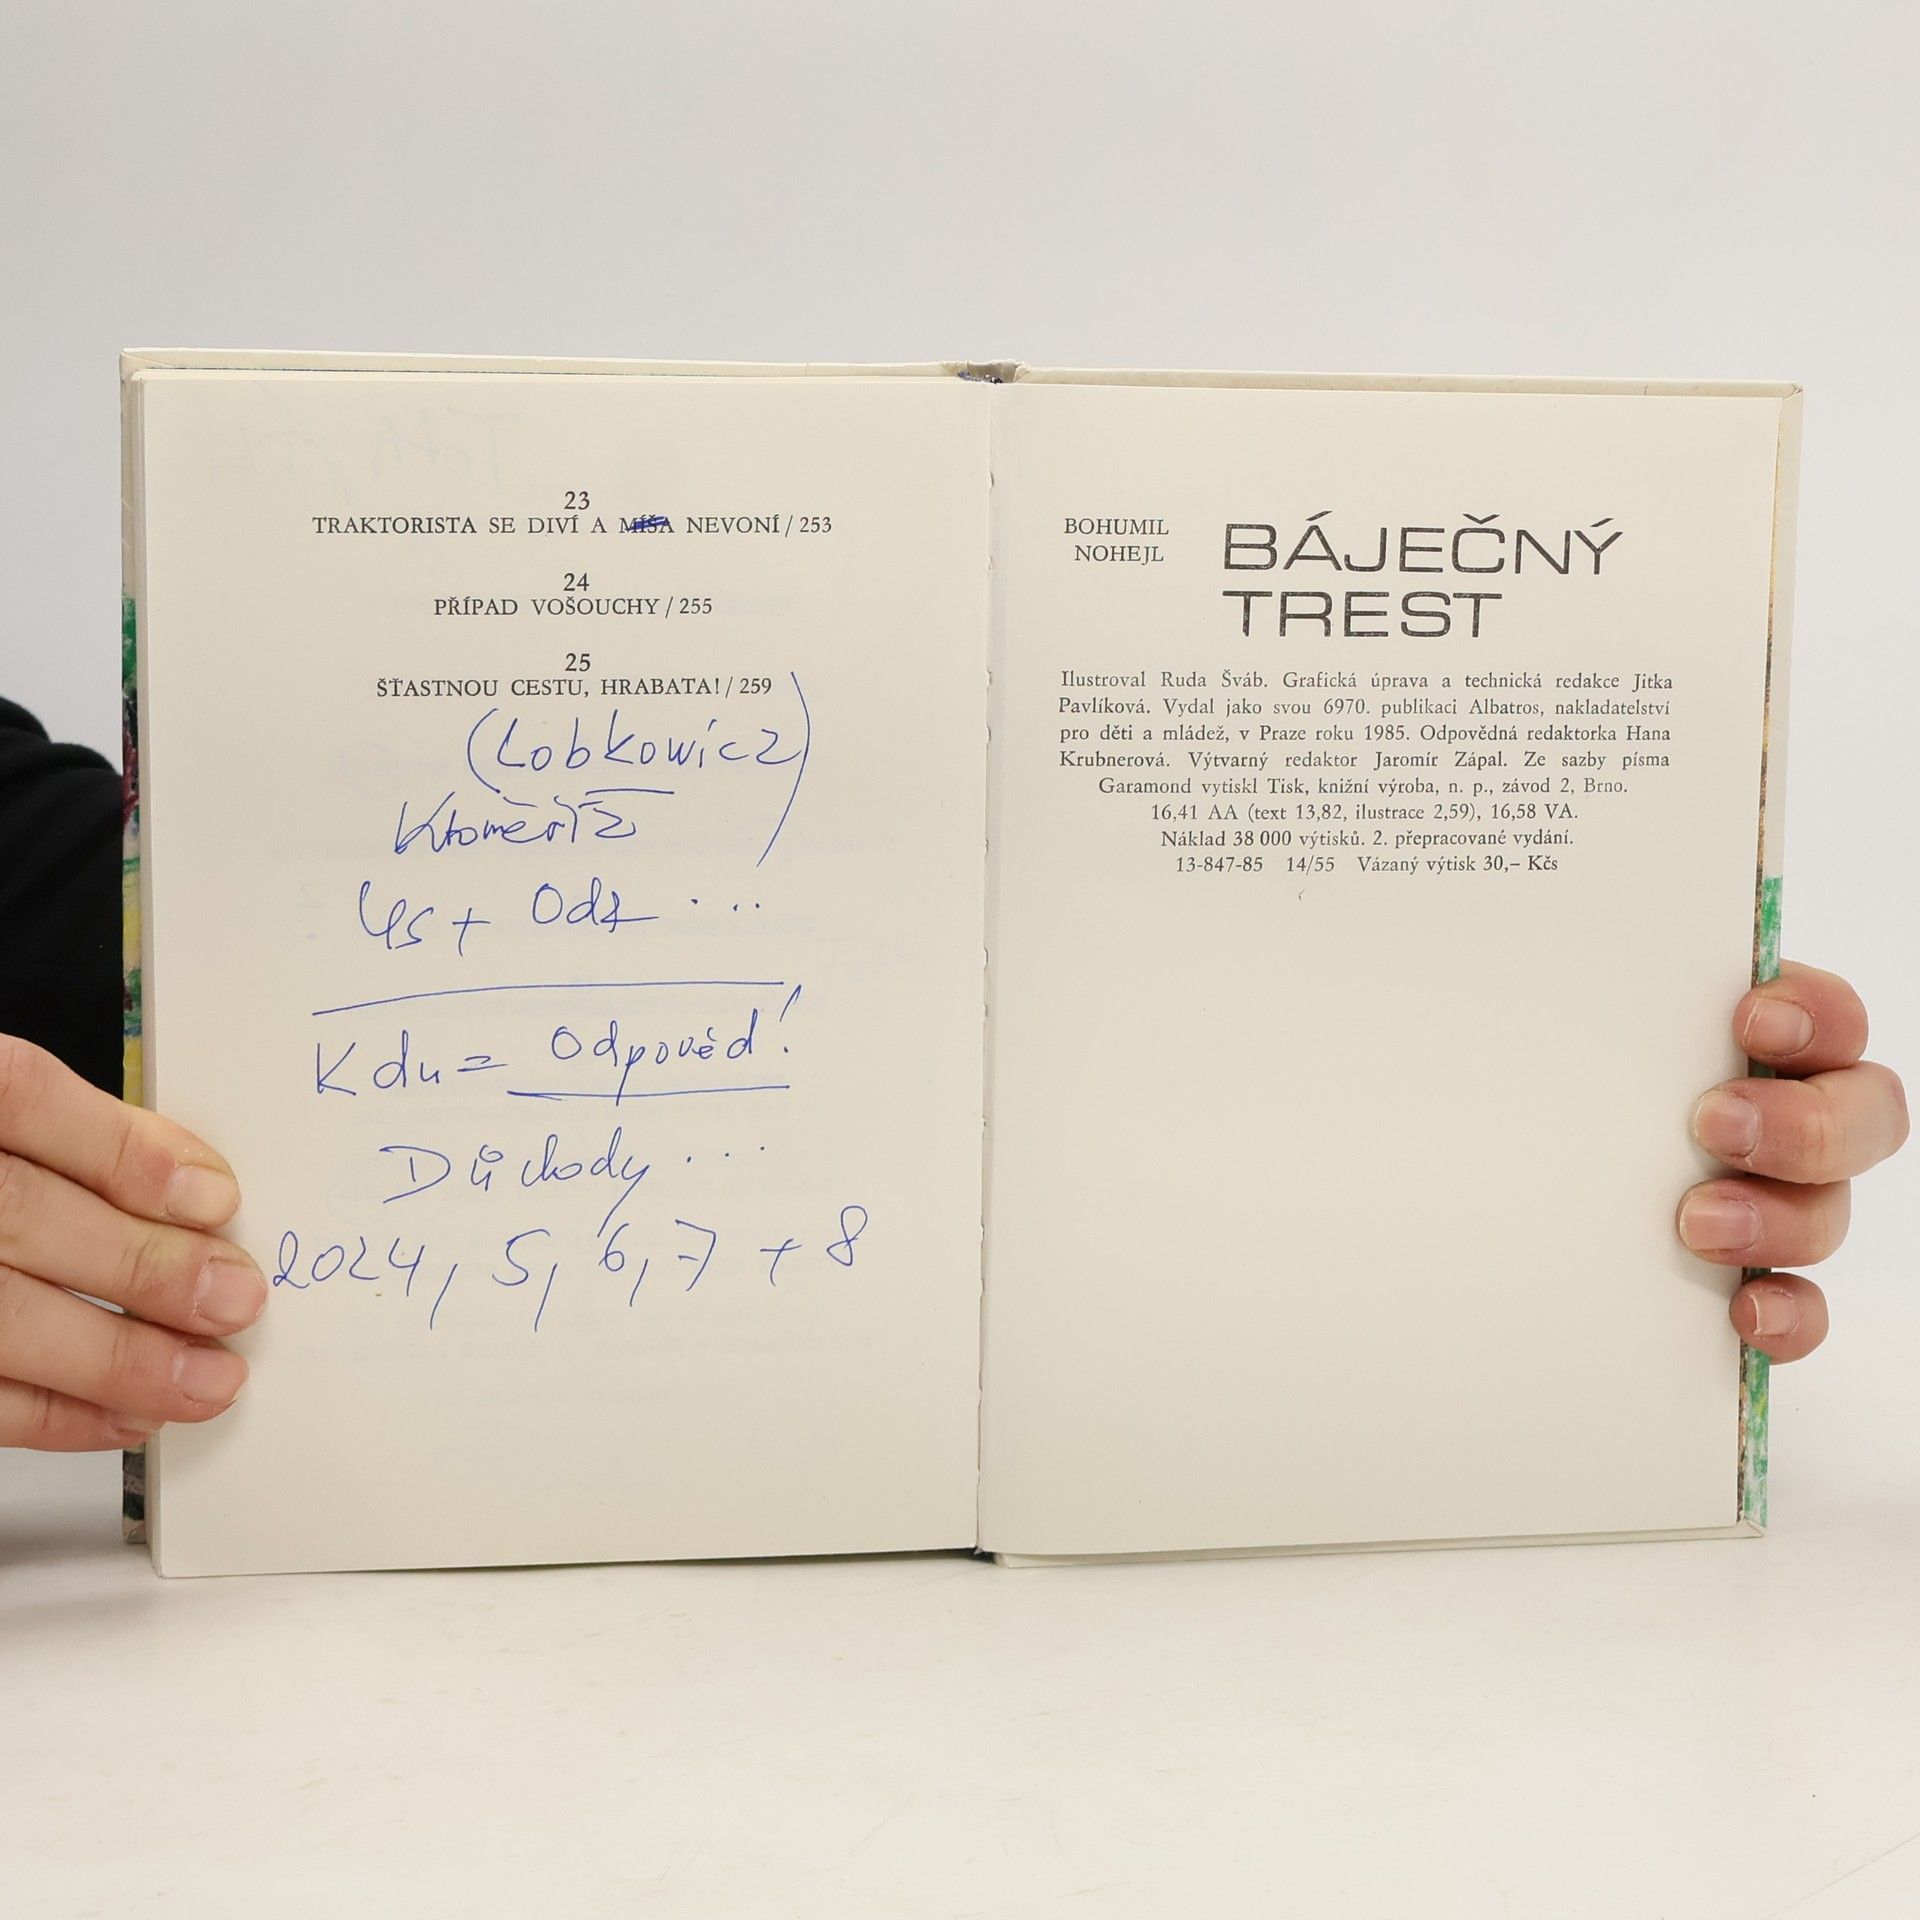 23
TRAKTORISTA SE DIVÍ A MÍŠA NEVONÍ / 253
24
PŘÍPAD VOŠOUCHY / 255
25
ŠŤASTNOU CESTU, HRABATA! / 259
(Lobkowicz)
Kroměříž
+ Odz ...
Kdu = Odpověď!
Důchody ...
2024, 5, 6, 7 + 8
BOHUMIL
NOHEJL
BÁJEČNÝ
TREST
Ilustroval Ruda Šváb. Grafická úprava a technická redakce Jitka
Pavlíková. Vydal jako svou 6970. publikaci Albatros, nakladatelství
pro děti a mládež, v Praze roku 1985. Odpovědná redaktorka Hana
Krubnerová. Výtvarný redaktor Jaromír Zápal. Ze sazby písma
Garamond vytiskl Tisk, knižní výroba, n. p., závod 2, Brno.
16,41 AA (text 13,82, ilustrace 2,59), 16,58 VA.
Náklad 38 000 výtisků. 2. přepracované vydání.
13-847-85 14/55 Vázaný výtisk 30,– Kčs